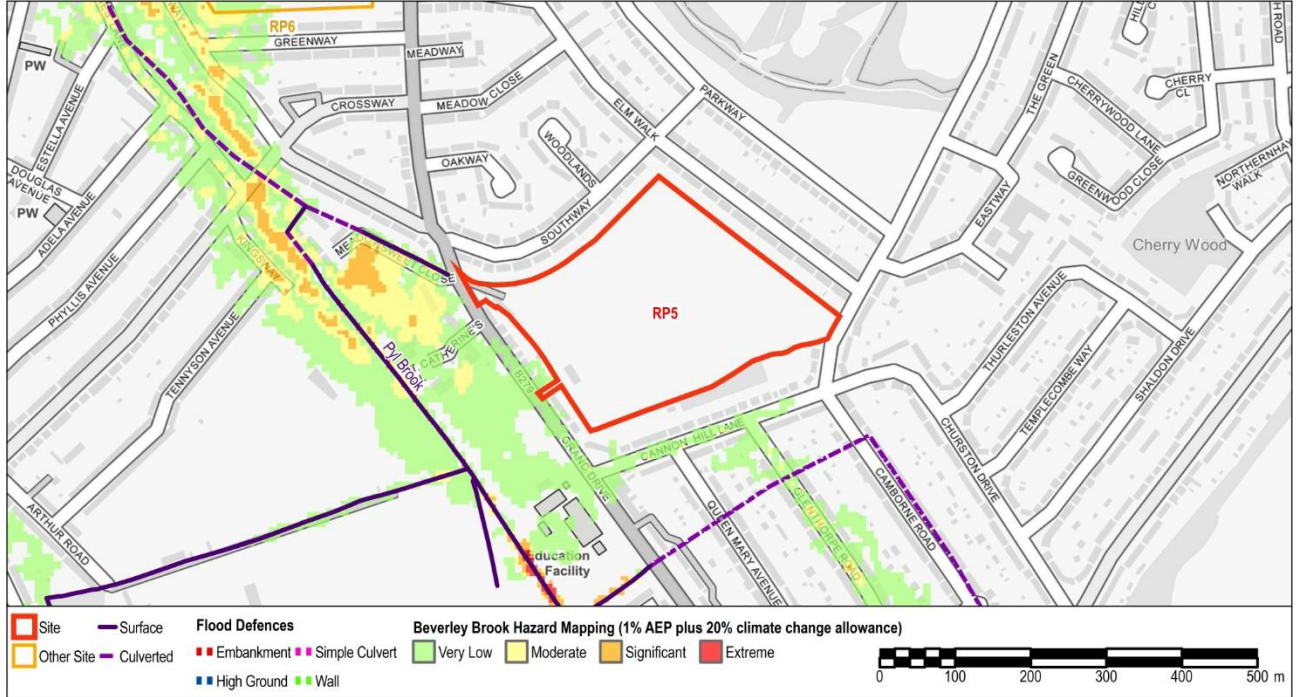 RP6
GREENWAY
MEADWAY
PW
CROSSWAY
MEADOW CLOSE
ELM WALK
PARKWAY
THE GREEN
CHERRY CL
CHERRYWOOD LANE
ESTELLA AVENUE
WOODLANDS
OAKWAY
GREENWOOD CLOSE
NORTHERNHAY WALK
DOUGLAS AVENUE
PW
ADELA AVENUE
EASTWAY
SOUTHWAY
Cherry Wood
KINGSWAY
MEADOWSWEET CLOSE
PHYLLIS AVENUE
RP5
THURLESTON AVENUE
TENNYSON AVENUE
Pyl Brook
CATHERINE
B279
TEMPLECOMBE WAY
SHALDON DRIVE
GRAND DRIVE
CANNON HILL LANE
CHURSTON DRIVE
ARTHUR ROAD
GLENTHORPE ROAD
CAMBORNE ROAD
QUEEN MARY AVENUE
Education
Facility
Site
Surface
Other Site
Culverted
Flood Defences
Embankment
Simple Culvert
High Ground
Wall
Beverley Brook Hazard Mapping (1% AEP plus 20% climate change allowance)
Very Low
Moderate
Significant
Extreme
0 100 200 300 400 500 m